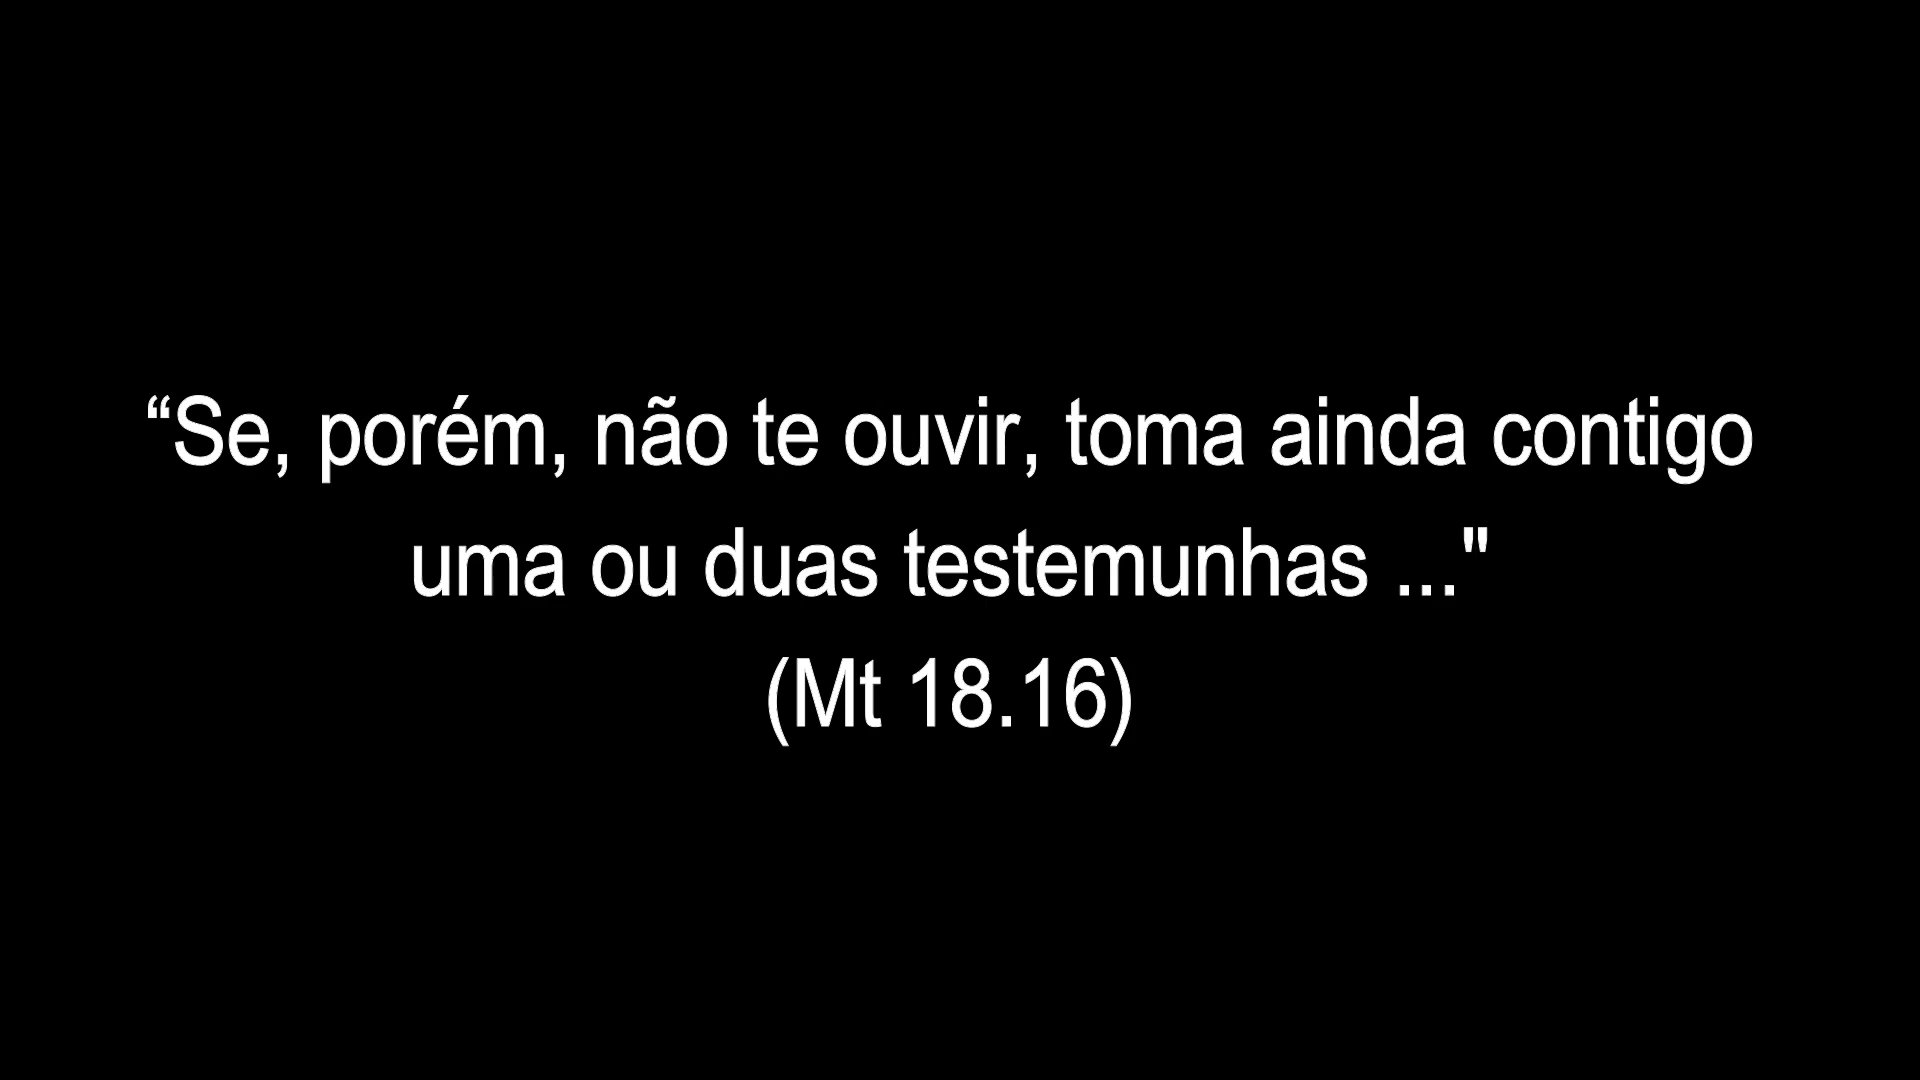 “Se, porém, não te ouvir, toma ainda contigo
uma ou duas testemunhas ..."
(Mt 18.16)